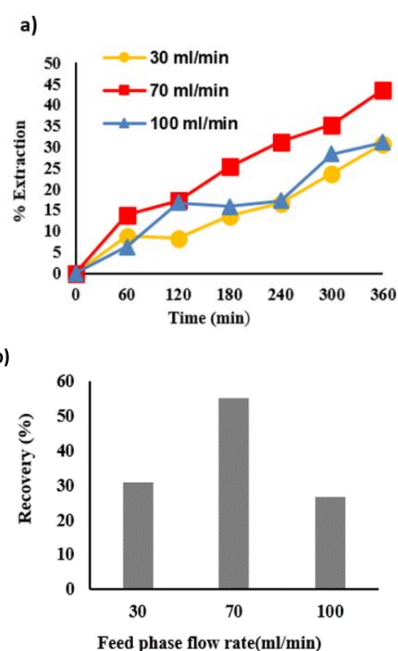 a)
50
45
40
35
30
25
20
15
10
5
0
% Extraction
30 ml/min
70 ml/min
100 ml/min
0 60 120 180 240 300 360
Time (min)
b)
60
50
40
30
20
10
0
Recovery (%)
30 70 100
Feed phase flow rate(ml/min)